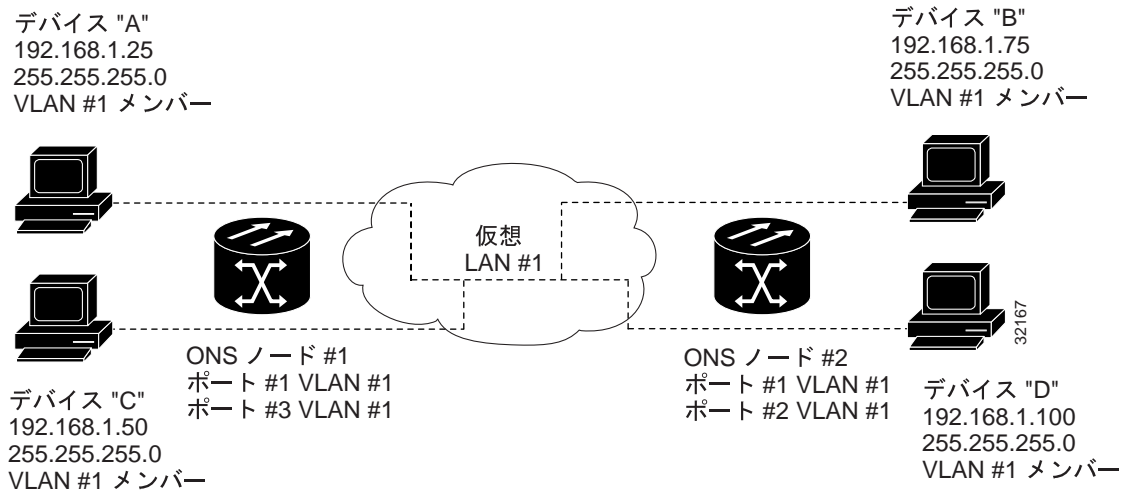 デバイス "A"
192.168.1.25
255.255.255.0
VLAN #1 メンバー
デバイス "B"
192.168.1.75
255.255.255.0
VLAN #1 メンバー
仮想
LAN #1
ONS ノード #1
ポート #1 VLAN #1
ポート #3 VLAN #1
ONS ノード #2
ポート #1 VLAN #1
ポート #2 VLAN #1
32167
デバイス "C"
192.168.1.50
255.255.255.0
VLAN #1 メンバー
デバイス "D"
192.168.1.100
255.255.255.0
VLAN #1 メンバー